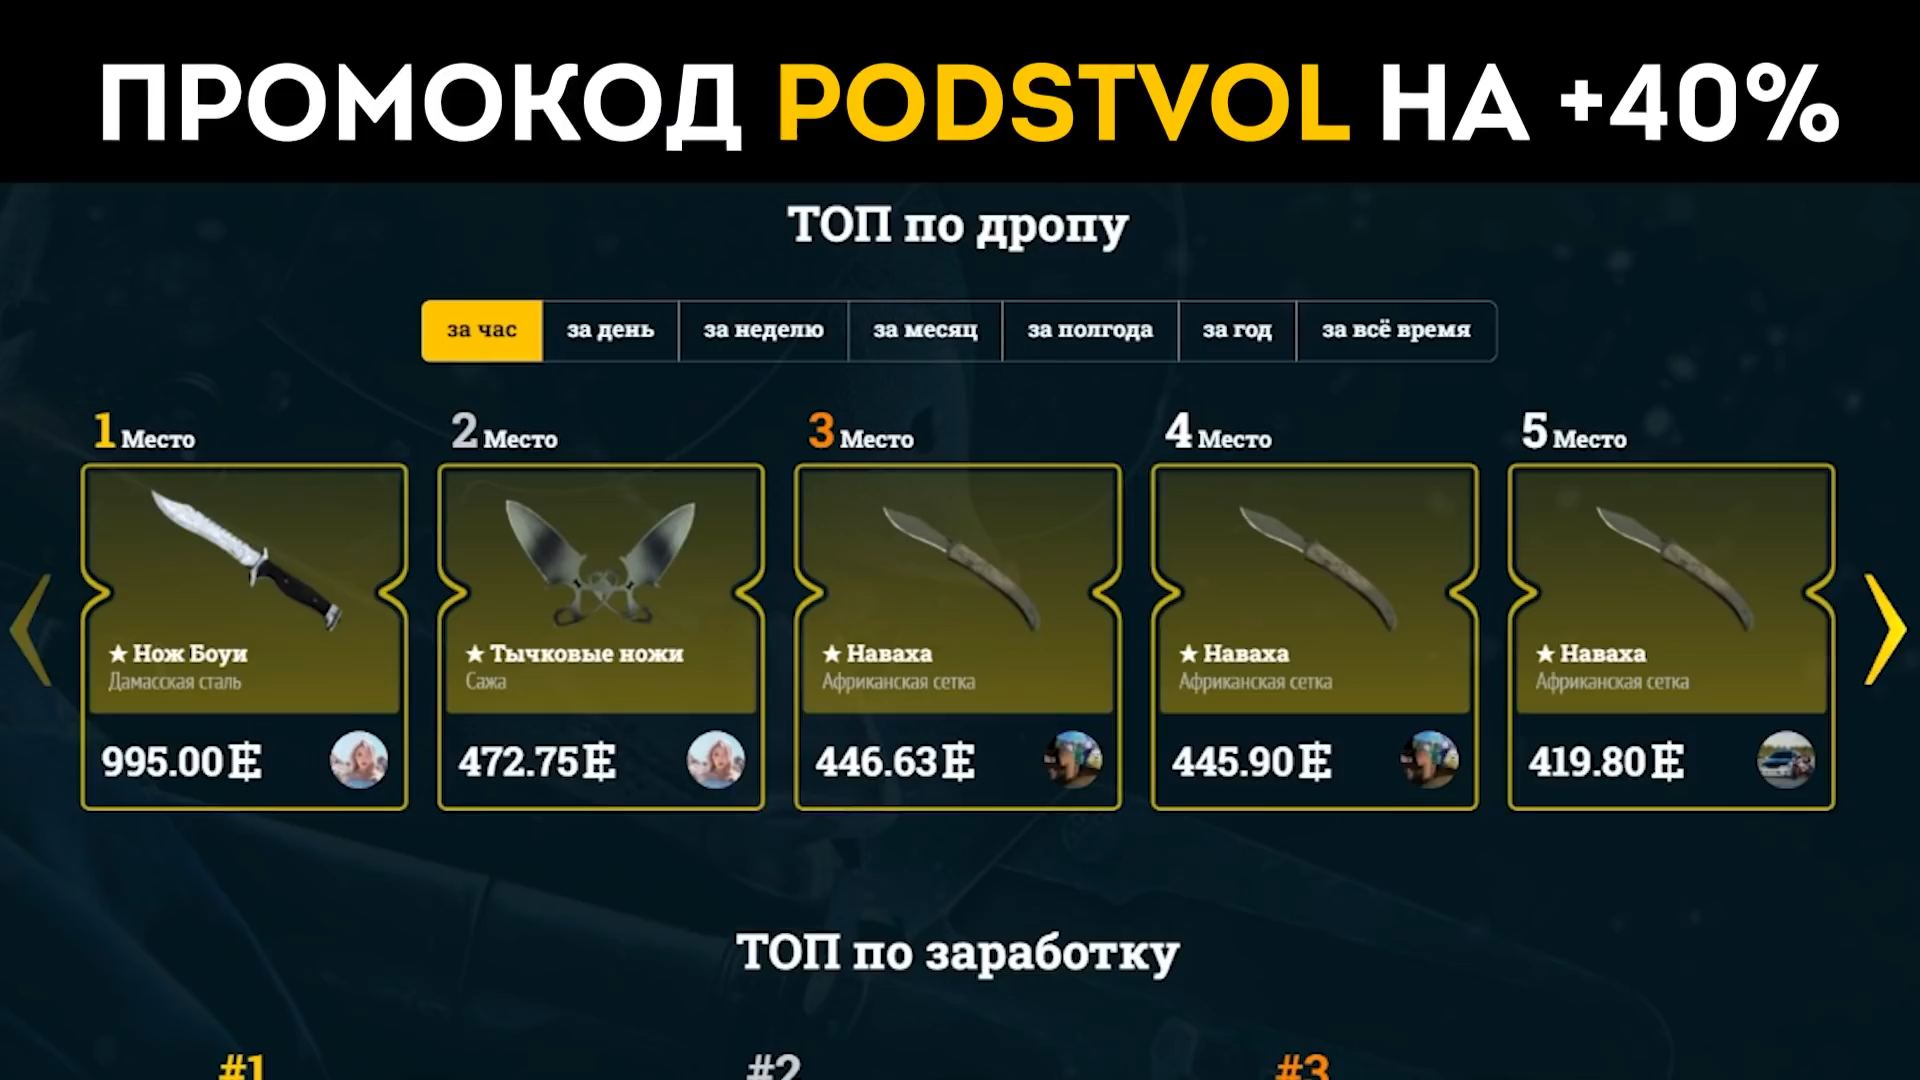 ПРОМОКОД PODSTVOL НА +40%
ТОП по дропу
за час за день за неделю за месяц за полгода за год за всё время
1 Место 2 Место 3 Место 4 Место 5 Место
★ Нож Боуи ★ Тычковые ножи ★ Наваха ★ Наваха ★ Наваха
Дамасская сталь Сажа Африканская сетка Африканская сетка Африканская сетка
995.00 472.75 446.63 445.90 419.80
ТОП по заработку
#1 #2 #3